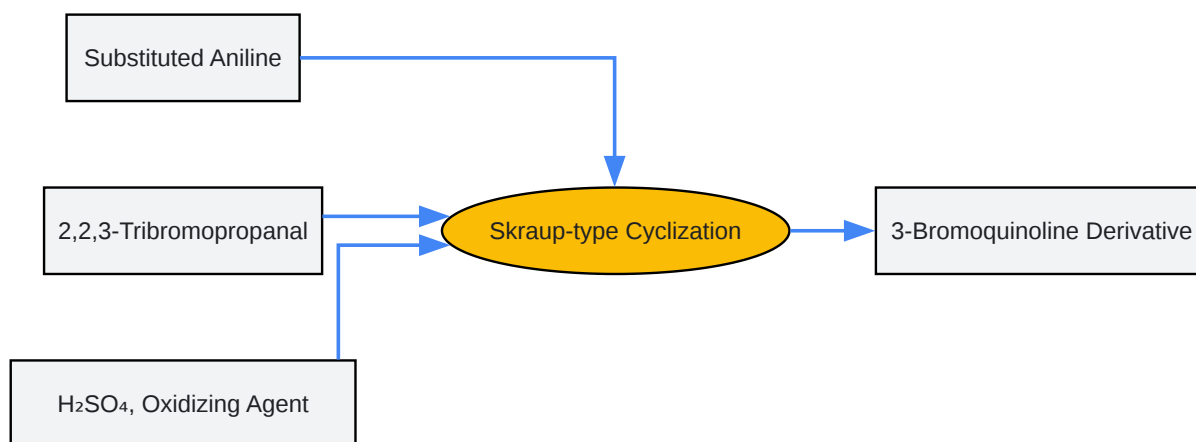 Substituted Aniline
2,2,3-Tribromopropanal
Skraup-type Cyclization
3-Bromoquinoline Derivative
H₂SO₄, Oxidizing Agent